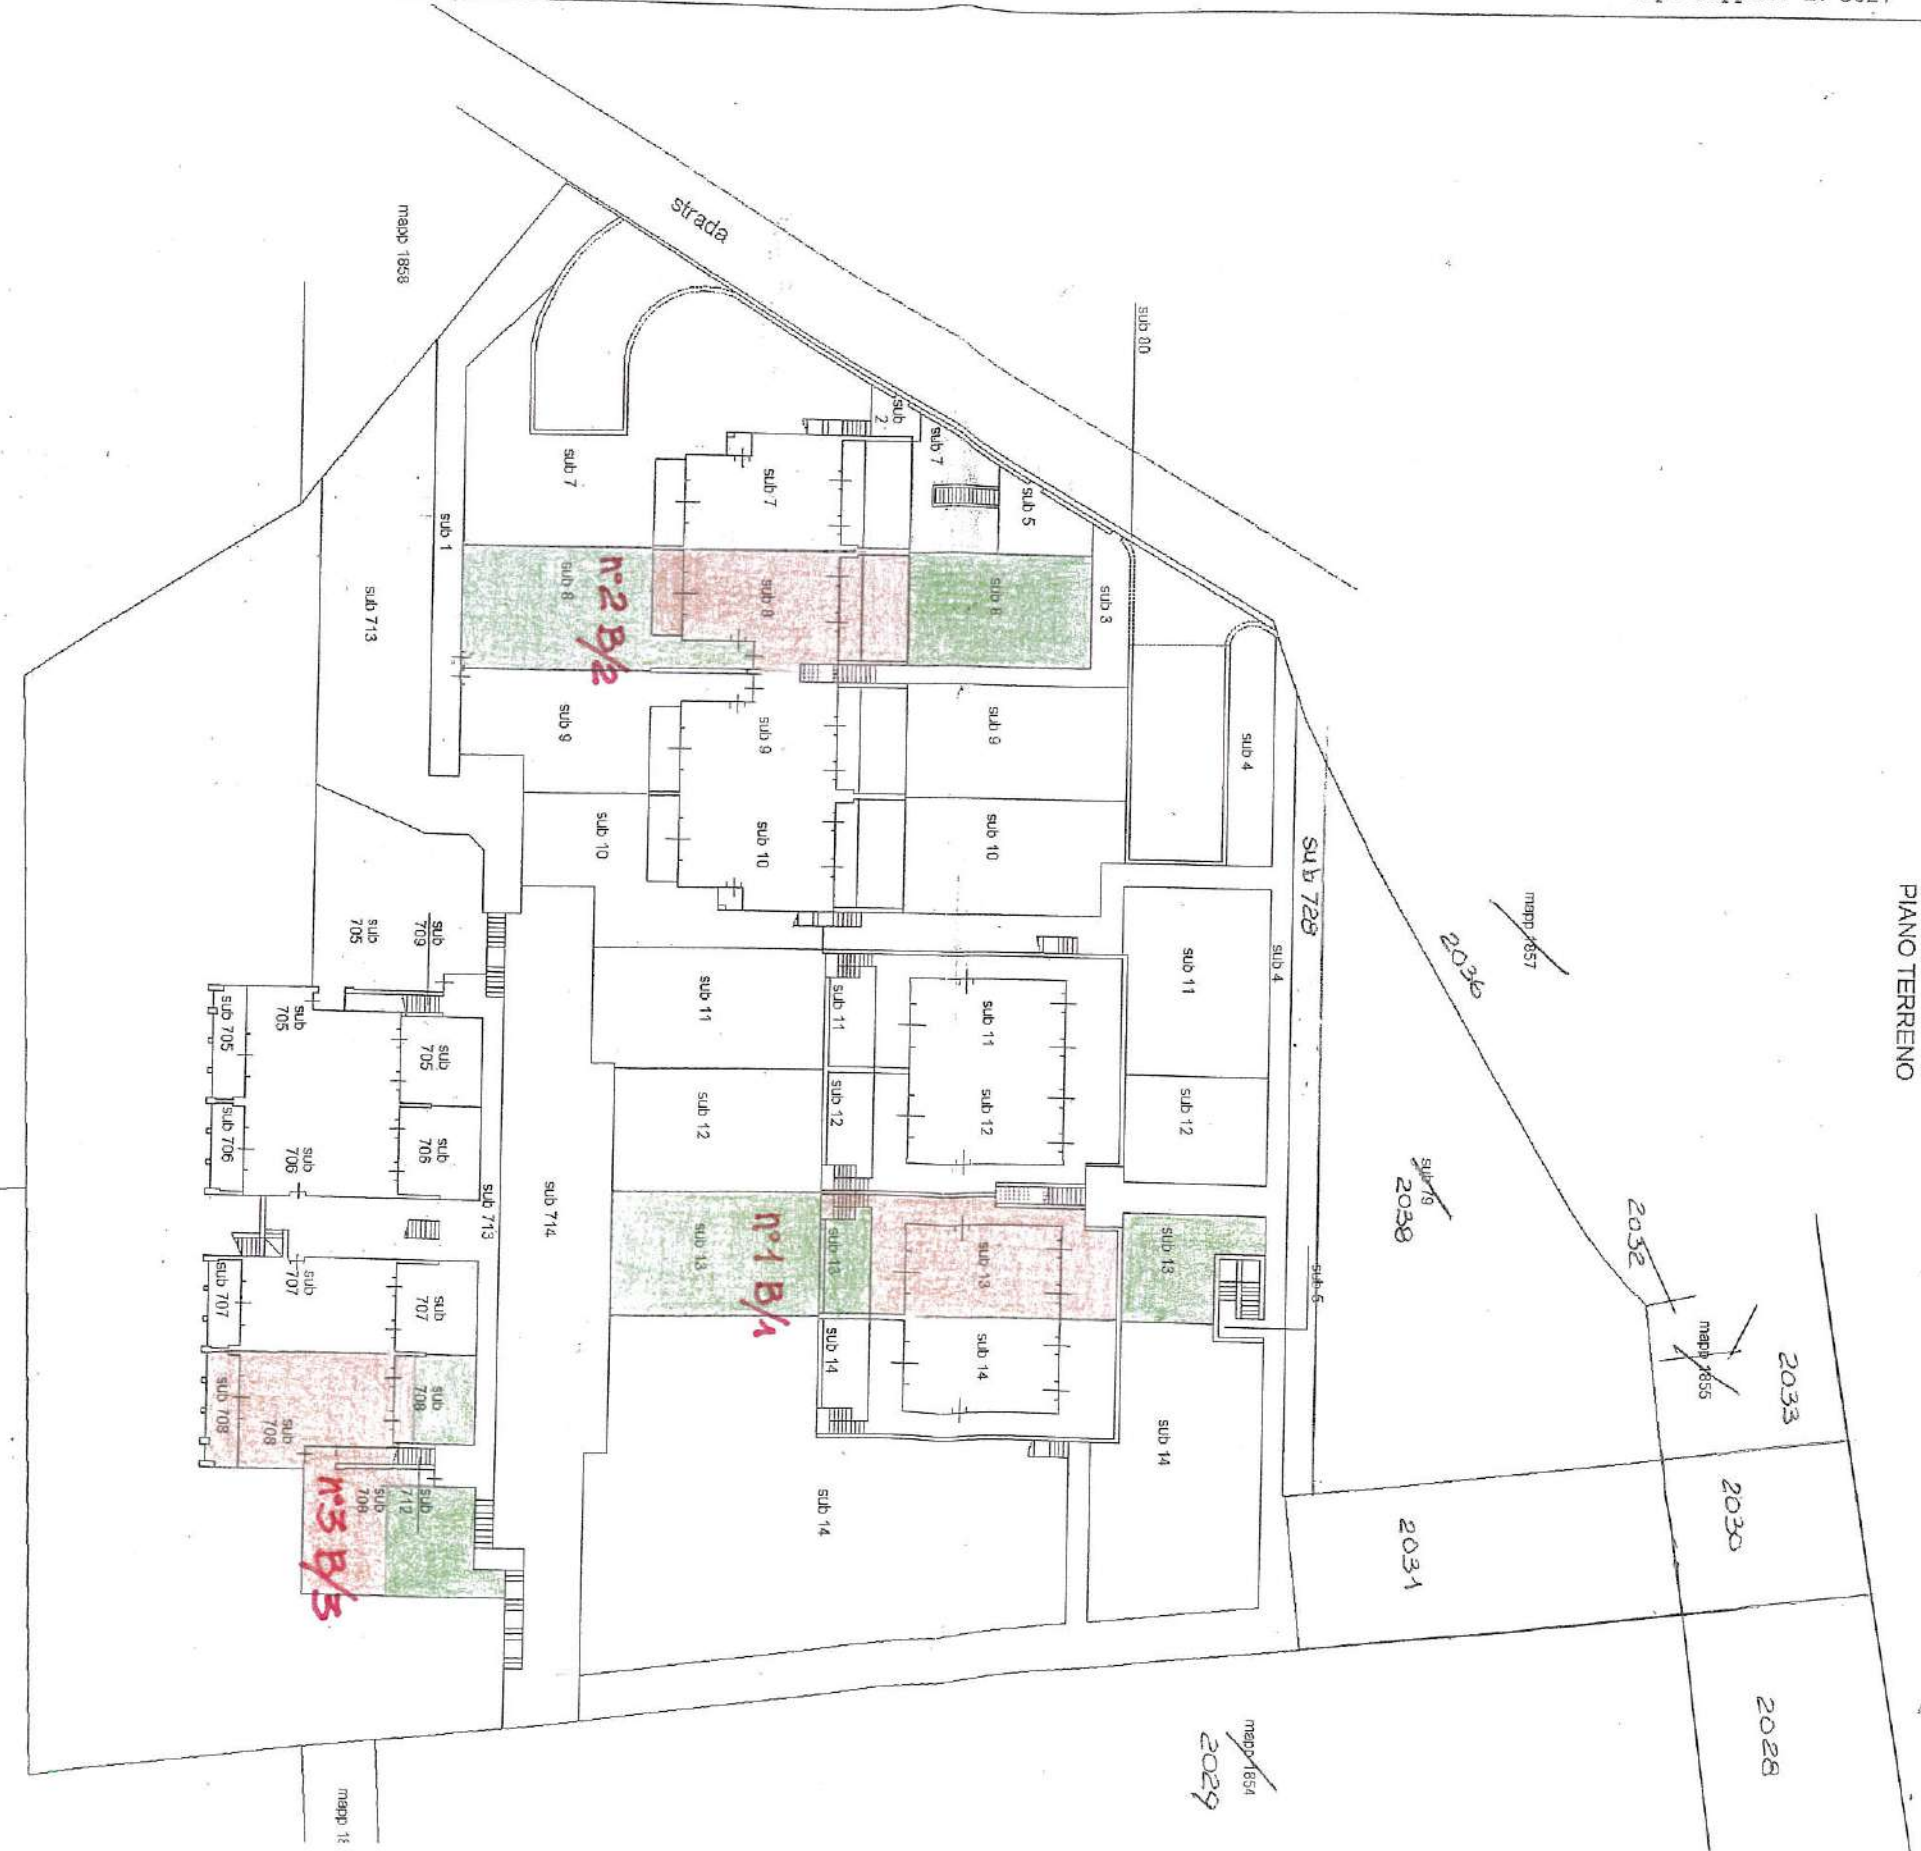 PIANO TERRENO
strada
mapp 1858
sub 80
sub 2
sub 7
sub 5
sub 7
sub 7
sub 1
sub 713
sub 8
n°2 B/2
sub 8
sub 8
sub 3
sub 9
sub 9
sub 9
sub 4
sub 10
sub 10
sub 10
sub 728
mapp 1857
2036
sub 705
sub 709
sub 11
sub 11
sub 11
sub 11
sub 4
sub 705
sub 705
sub 705
sub 12
sub 12
sub 12
sub 12
sub 706
sub 706
sub 706
sub 713
sub 714
sub 79
2038
2032
sub 13
n°1 B/1
sub 13
sub 13
sub 13
sub 5
sub 707
sub 707
sub 707
mapp 1855
2033
sub 14
sub 14
sub 14
sub 14
sub 708
sub 708
sub 708
sub 712
sub 708
n°3 B/3
2030
2031
2028
mapp 1854
2029
mapp 18